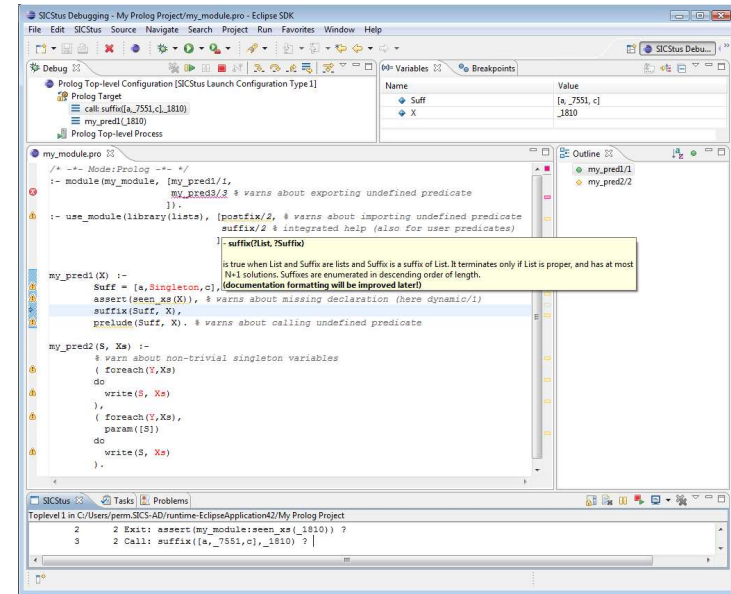 SICStus Debugging - My Prolog Project/my_module.pro - Eclipse SDK
File Edit SICStus Source Navigate Search Project Run Favorites Window Help
SICStus Debu...
Debug
Prolog Top-level Configuration [SICStus Launch Configuration Type 1]
Prolog Target
call: suffix([a,_7551,c],_1810)
my_pred1(_1810)
Prolog Top-level Process
(x)= Variables Breakpoints
Name Value
Suff [a, _7551, c]
X _1810
my_module.pro
/* -*- Mode:Prolog -*- */
:- module(my_module, [my_pred1/1,
my_pred3/3 % warns about exporting undefined predicate
]).
:- use_module(library(lists), [postfix/2, % warns about importing undefined predicate
suffix/2 % integrated help (also for user predicates)
]
- suffix(?List, ?Suffix)
is true when List and Suffix are lists and Suffix is a suffix of List. It terminates only if List is proper, and has at most
N+1 solutions. Suffixes are enumerated in descending order of length.
(documentation formatting will be improved later!)
my_pred1(X) :-
Suff = [a,Singleton,c],
assert(seen_xs(X)), % warns about missing declaration (here dynamic/1)
suffix(Suff, X),
prelude(Suff, X). % warns about calling undefined predicate
my_pred2(S, Xs) :-
% warn about non-trivial singleton variables
( foreach(Y,Xs)
do
write(S, Xs)
),
( foreach(Y,Xs),
param([S])
do
write(S, Xs)
).
Outline
my_pred1/1
my_pred2/2
SICStus Tasks Problems
Toplevel 1 in C:/Users/perm.SICS-AD/runtime-EclipseApplication42/My Prolog Project
2 2 Exit: assert(my_module:seen_xs(_1810)) ?
3 2 Call: suffix([a,_7551,c],_1810) ?